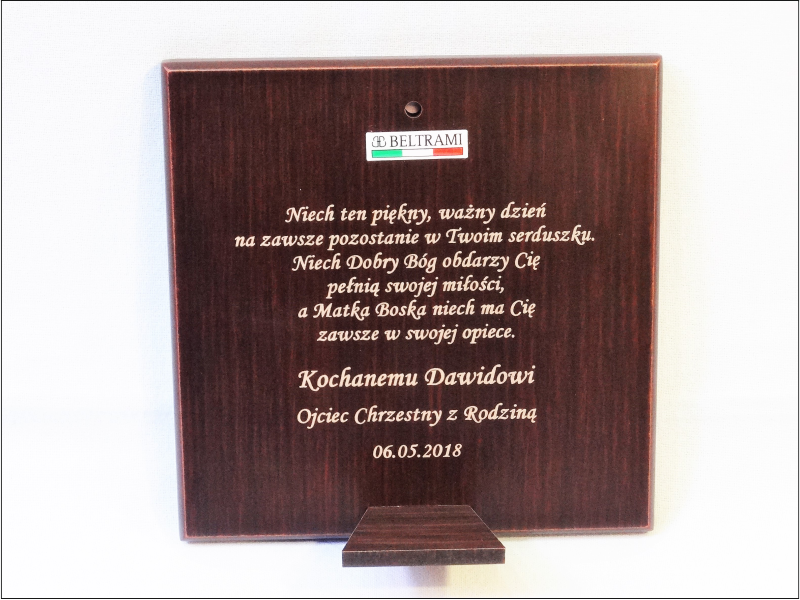 BELTRAMI
Niech ten piękny, ważny dzień
na zawsze pozostanie w Twoim serduszku.
Niech Dobry Bóg obdarzy Cię
pełnią swojej miłości,
a Matka Boska niech ma Cię
zawsze w swojej opiece.
Kochanemu Dawidowi
Ojciec Chrzestny z Rodziną
06.05.2018